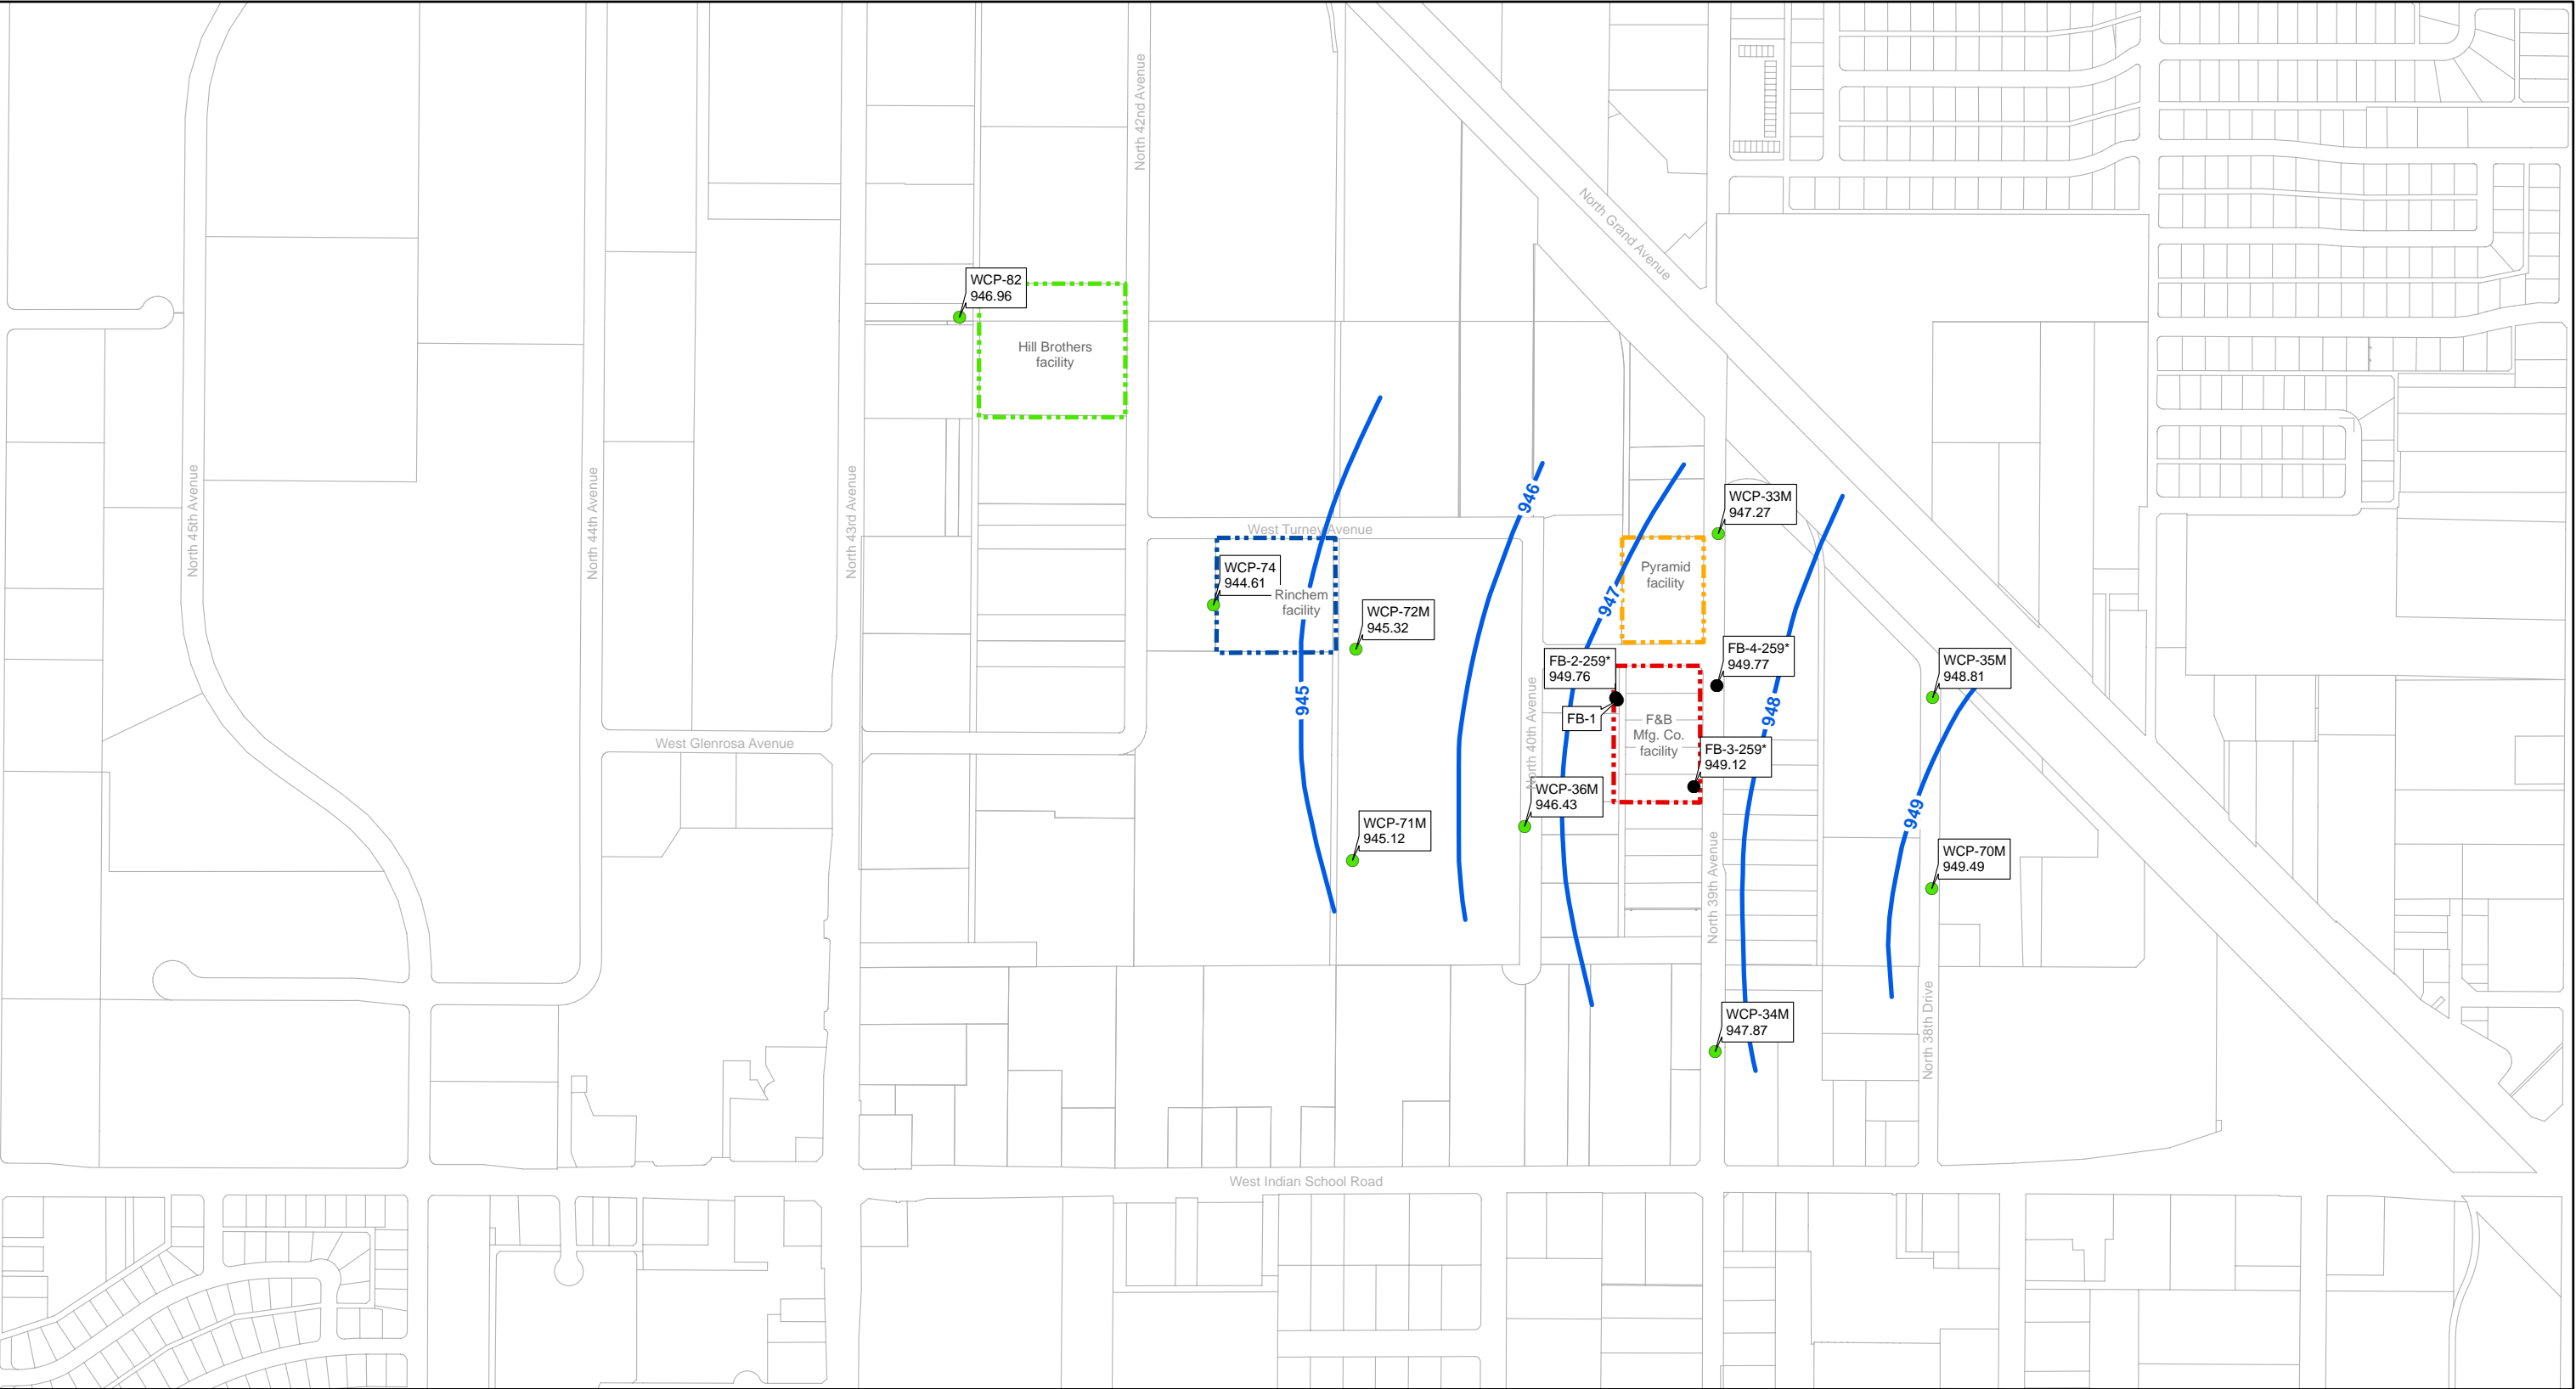 North 42nd Avenue
North Grand Avenue
WCP-82
946.96
Hill Brothers
facility
North 45th Avenue
North 44th Avenue
North 43rd Avenue
946
WCP-33M
947.27
West Turney Avenue
WCP-74
944.61
Rinchem
facility
Pyramid
facility
947
WCP-72M
945.32
FB-2-259*
949.76
FB-4-259*
949.77
WCP-35M
948.81
945
948
FB-1
F&B
Mfg. Co.
facility
North 40th Avenue
West Glenrosa Avenue
FB-3-259*
949.12
WCP-36M
946.43
949
WCP-71M
945.12
WCP-70M
949.49
North 39th Avenue
North 38th Drive
WCP-34M
947.87
West Indian School Road